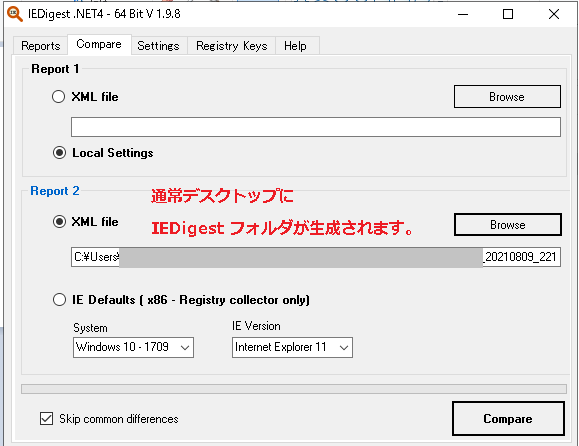 IEDigest .NET4 - 64 Bit V 1.9.8
Reports Compare Settings Registry Keys Help
Report 1
XML file Browse
Local Settings
Report 2
通常デスクトップに
IEDigest フォルダが生成されます。
XML file Browse
C:¥Users¥ _20210809_221
IE Defaults ( x86 - Registry collector only)
System IE Version
Windows 10 - 1709 Internet Explorer 11
Skip common differences Compare